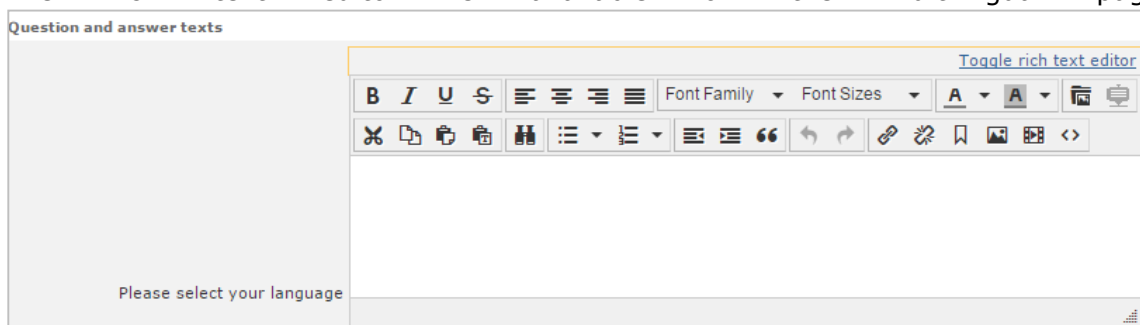 Question and answer texts
Toggle rich text editor
B I U S Font Family Font Sizes A A
Please select your language